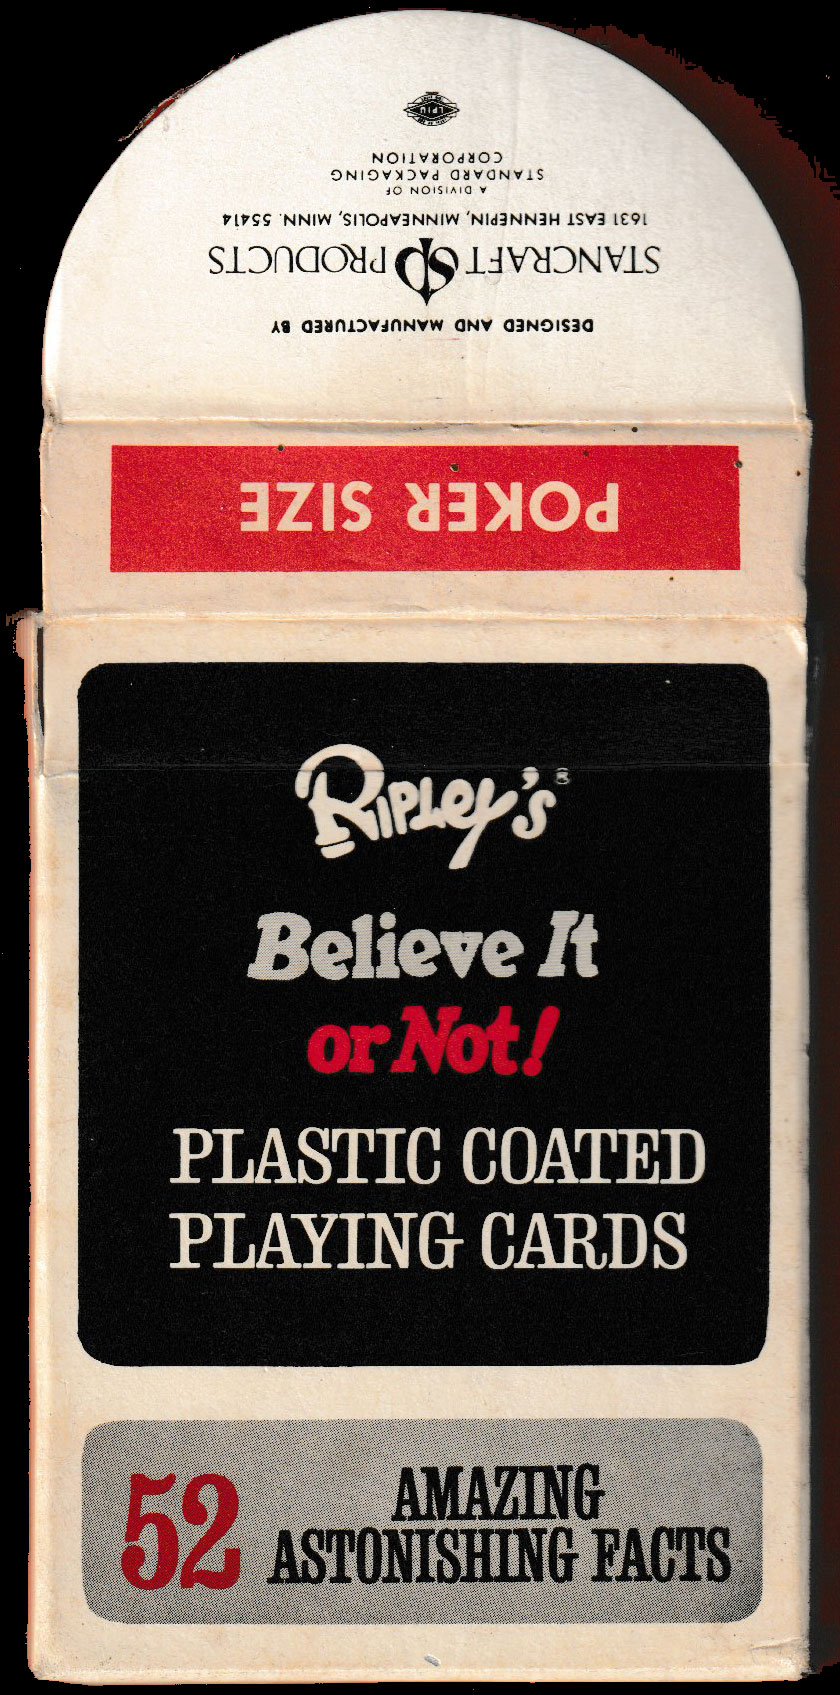 DESIGNED AND MANUFACTURED BY
STANCRAFT PRODUCTS
1631 EAST HENNEPIN, MINNEAPOLIS, MINN. 55414
A DIVISION OF
STANDARD PACKAGING
CORPORATION
POKER SIZE
RIPLEY'S®
Believe It
or Not!
PLASTIC COATED
PLAYING CARDS
52
AMAZING
ASTONISHING FACTS